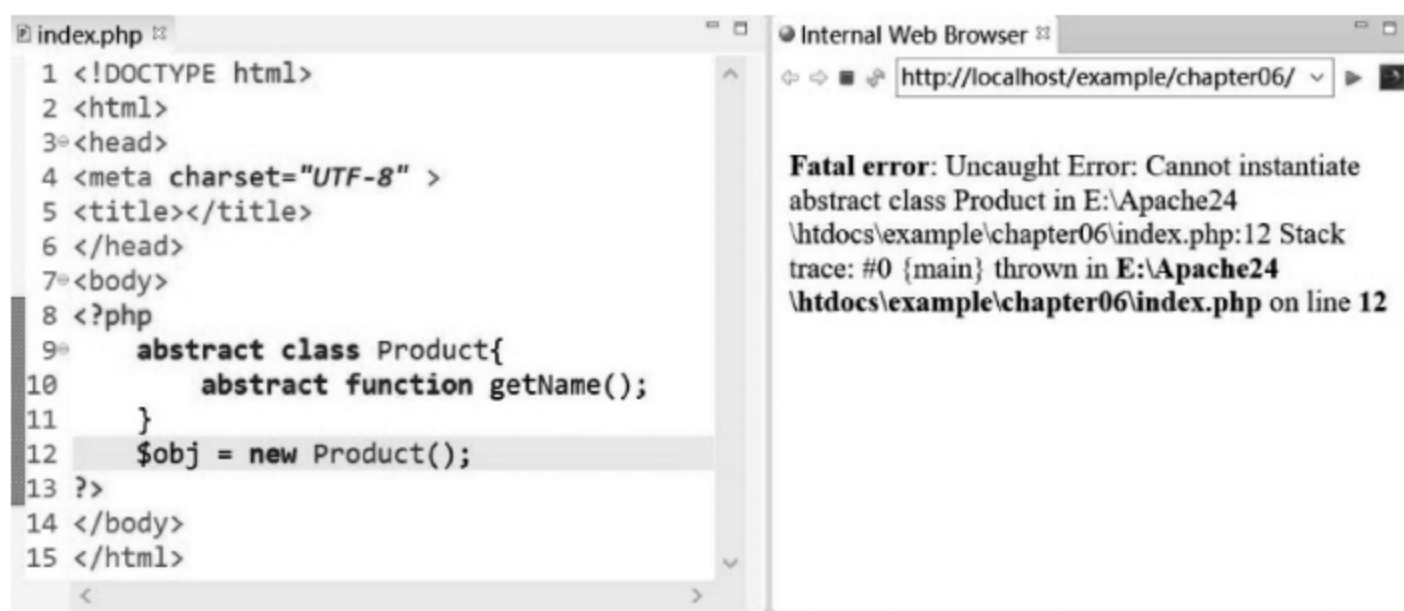 index.php
1 <!DOCTYPE html>
2 <html>
3 <head>
4 <meta charset="UTF-8" >
5 <title></title>
6 </head>
7 <body>
8 <?php
9     abstract class Product{
10         abstract function getName();
11     }
12     $obj = new Product();
13 ?>
14 </body>
15 </html>
Internal Web Browser
http://localhost/example/chapter06/
Fatal error: Uncaught Error: Cannot instantiate
abstract class Product in E:\Apache24
\htdocs\example\chapter06\index.php:12 Stack
trace: #0 {main} thrown in E:\Apache24
\htdocs\example\chapter06\index.php on line 12